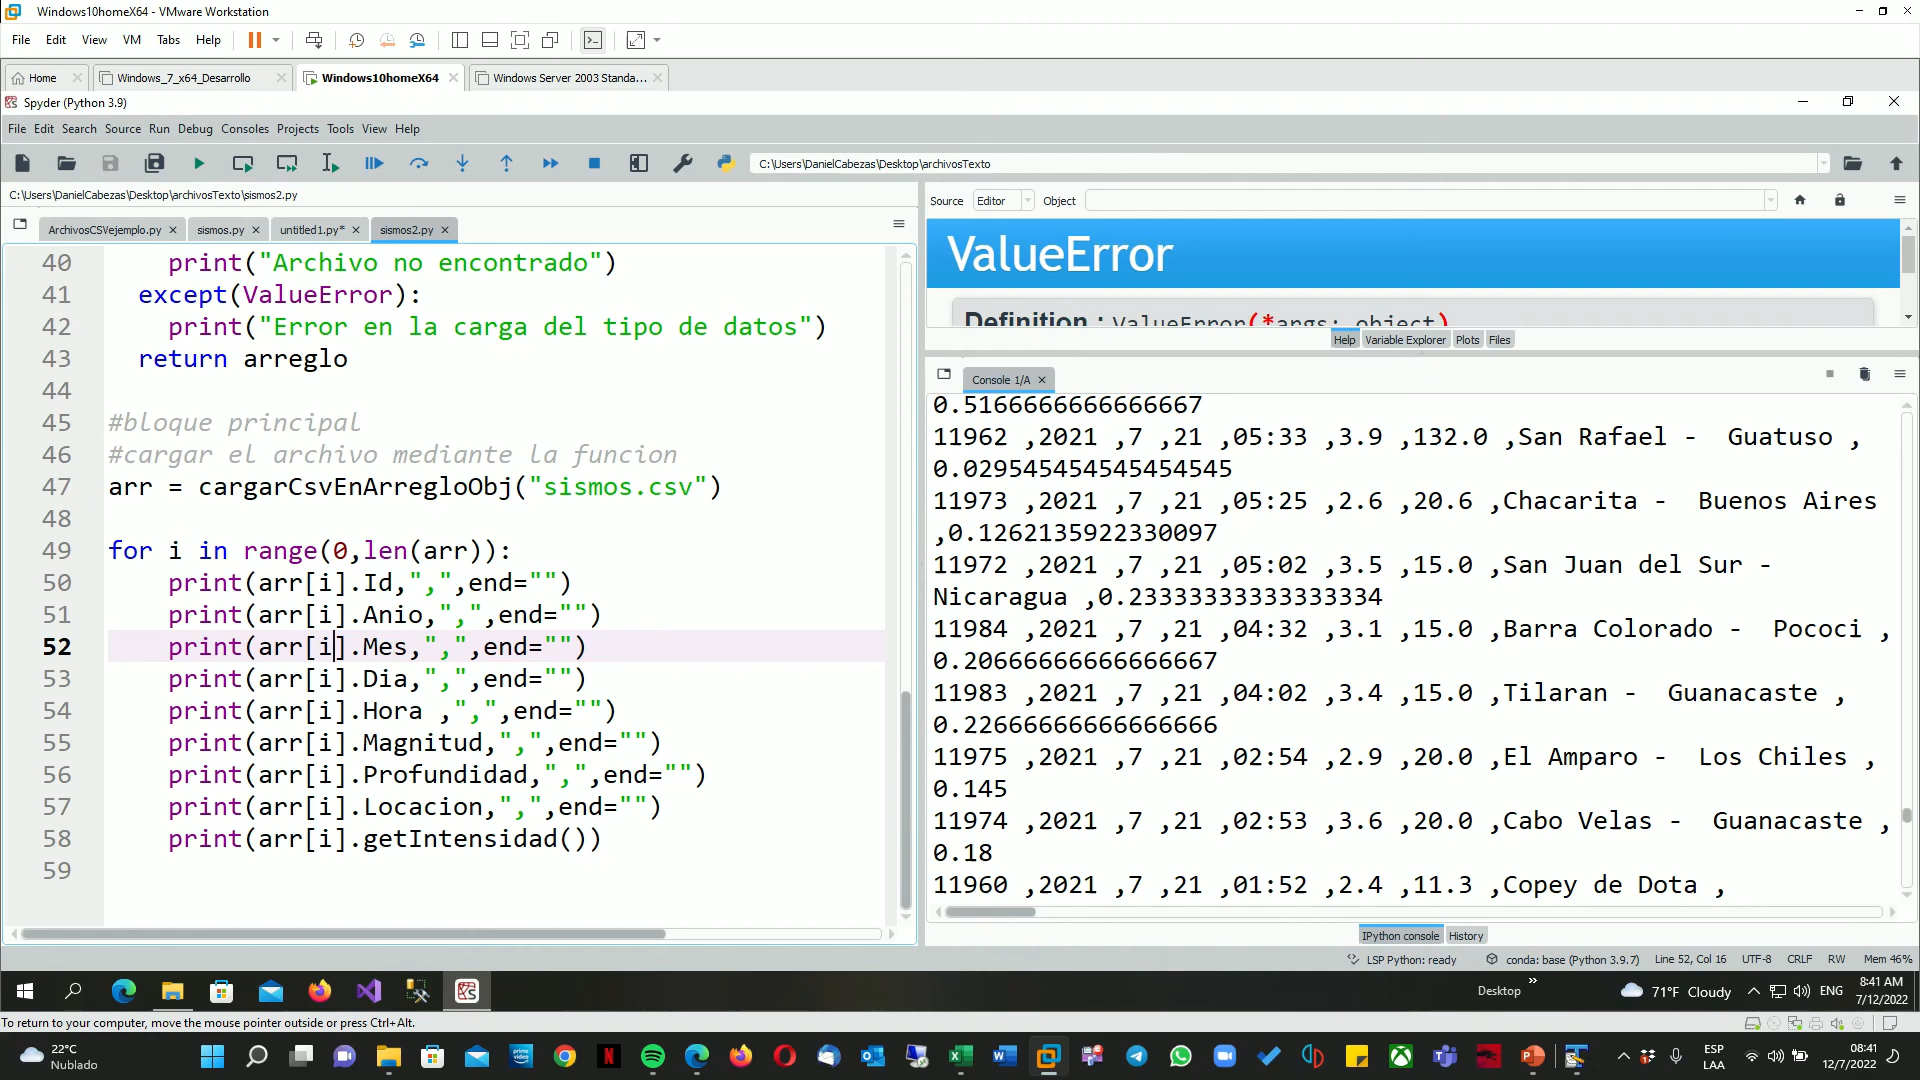 Windows10homeX64 - VMware Workstation
File Edit View VM Tabs Help
Home Windows_7_x64_Desarrollo Windows10homeX64 Windows Server 2003 Standa...
Spyder (Python 3.9)
File Edit Search Source Run Debug Consoles Projects Tools View Help
C:\Users\DanielCabezas\Desktop\archivosTexto
C:\Users\DanielCabezas\Desktop\archivosTexto\sismos2.py
ArchivosCSVejemplo.py sismos.py untitled1.py* sismos2.py
40 print("Archivo no encontrado")
41 except(ValueError):
42 print("Error en la carga del tipo de datos")
43 return arreglo
44
45 #bloque principal
46 #cargar el archivo mediante la funcion
47 arr = cargarCsvEnArregloObj("sismos.csv")
48
49 for i in range(0,len(arr)):
50 print(arr[i].Id,",",end="")
51 print(arr[i].Anio,",",end="")
52 print(arr[i].Mes,",",end="")
53 print(arr[i].Dia,",",end="")
54 print(arr[i].Hora ,",",end="")
55 print(arr[i].Magnitud,",",end="")
56 print(arr[i].Profundidad,",",end="")
57 print(arr[i].Locacion,",",end="")
58 print(arr[i].getIntensidad())
59
Source Editor Object
ValueError
Definition : ValueError(*args: object)
Help Variable Explorer Plots Files
Console 1/A
0.5166666666666667
11962 ,2021 ,7 ,21 ,05:33 ,3.9 ,132.0 ,San Rafael -  Guatuso ,
0.029545454545454545
11973 ,2021 ,7 ,21 ,05:25 ,2.6 ,20.6 ,Chacarita -  Buenos Aires
,0.1262135922330097
11972 ,2021 ,7 ,21 ,05:02 ,3.5 ,15.0 ,San Juan del Sur -
Nicaragua ,0.23333333333333334
11984 ,2021 ,7 ,21 ,04:32 ,3.1 ,15.0 ,Barra Colorado -  Pococi ,
0.20666666666666667
11983 ,2021 ,7 ,21 ,04:02 ,3.4 ,15.0 ,Tilaran -  Guanacaste ,
0.22666666666666666
11975 ,2021 ,7 ,21 ,02:54 ,2.9 ,20.0 ,El Amparo -  Los Chiles ,
0.145
11974 ,2021 ,7 ,21 ,02:53 ,3.6 ,20.0 ,Cabo Velas -  Guanacaste ,
0.18
11960 ,2021 ,7 ,21 ,01:52 ,2.4 ,11.3 ,Copey de Dota ,
IPython console History
LSP Python: ready conda: base (Python 3.9.7) Line 52, Col 16 UTF-8 CRLF RW Mem 46%
Desktop 71°F Cloudy ENG 8:41 AM
7/12/2022
To return to your computer, move the mouse pointer outside or press Ctrl+Alt.
22°C
Nublado
ESP
LAA
08:41
12/7/2022